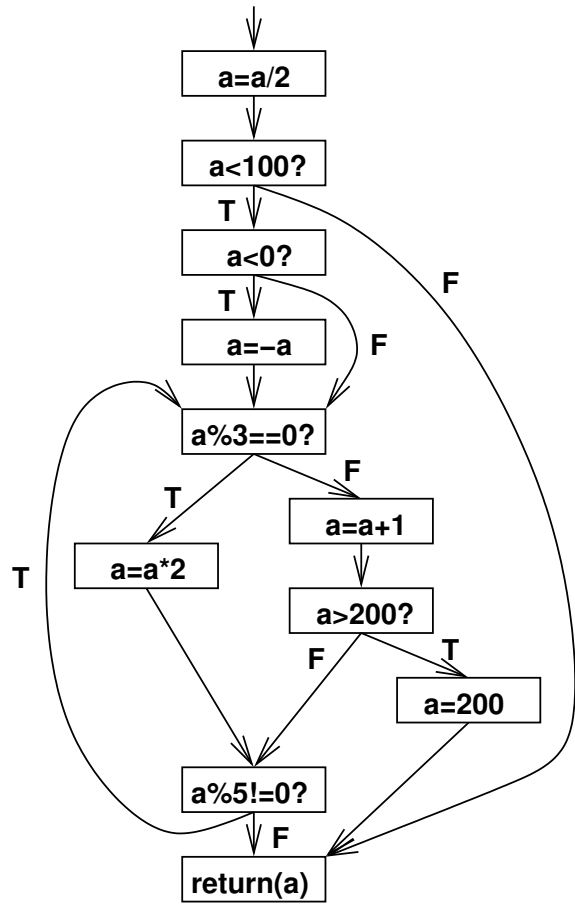 a=a/2
a<100?
T
a<0?
F
T
a=−a
F
a%3==0?
T
F
a=a+1
T
a=a*2
a>200?
F
T
a=200
a%5!=0?
F
return(a)